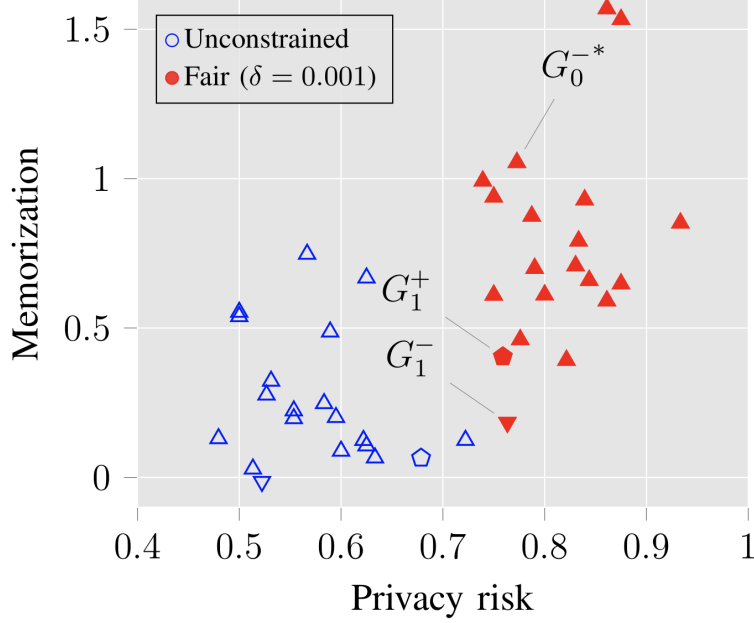 Unconstrained
Fair (δ = 0.001)
G₀⁻*
G₁⁺
G₁⁻
Memorization
1.5
1
0.5
0
0.4 0.5 0.6 0.7 0.8 0.9 1
Privacy risk